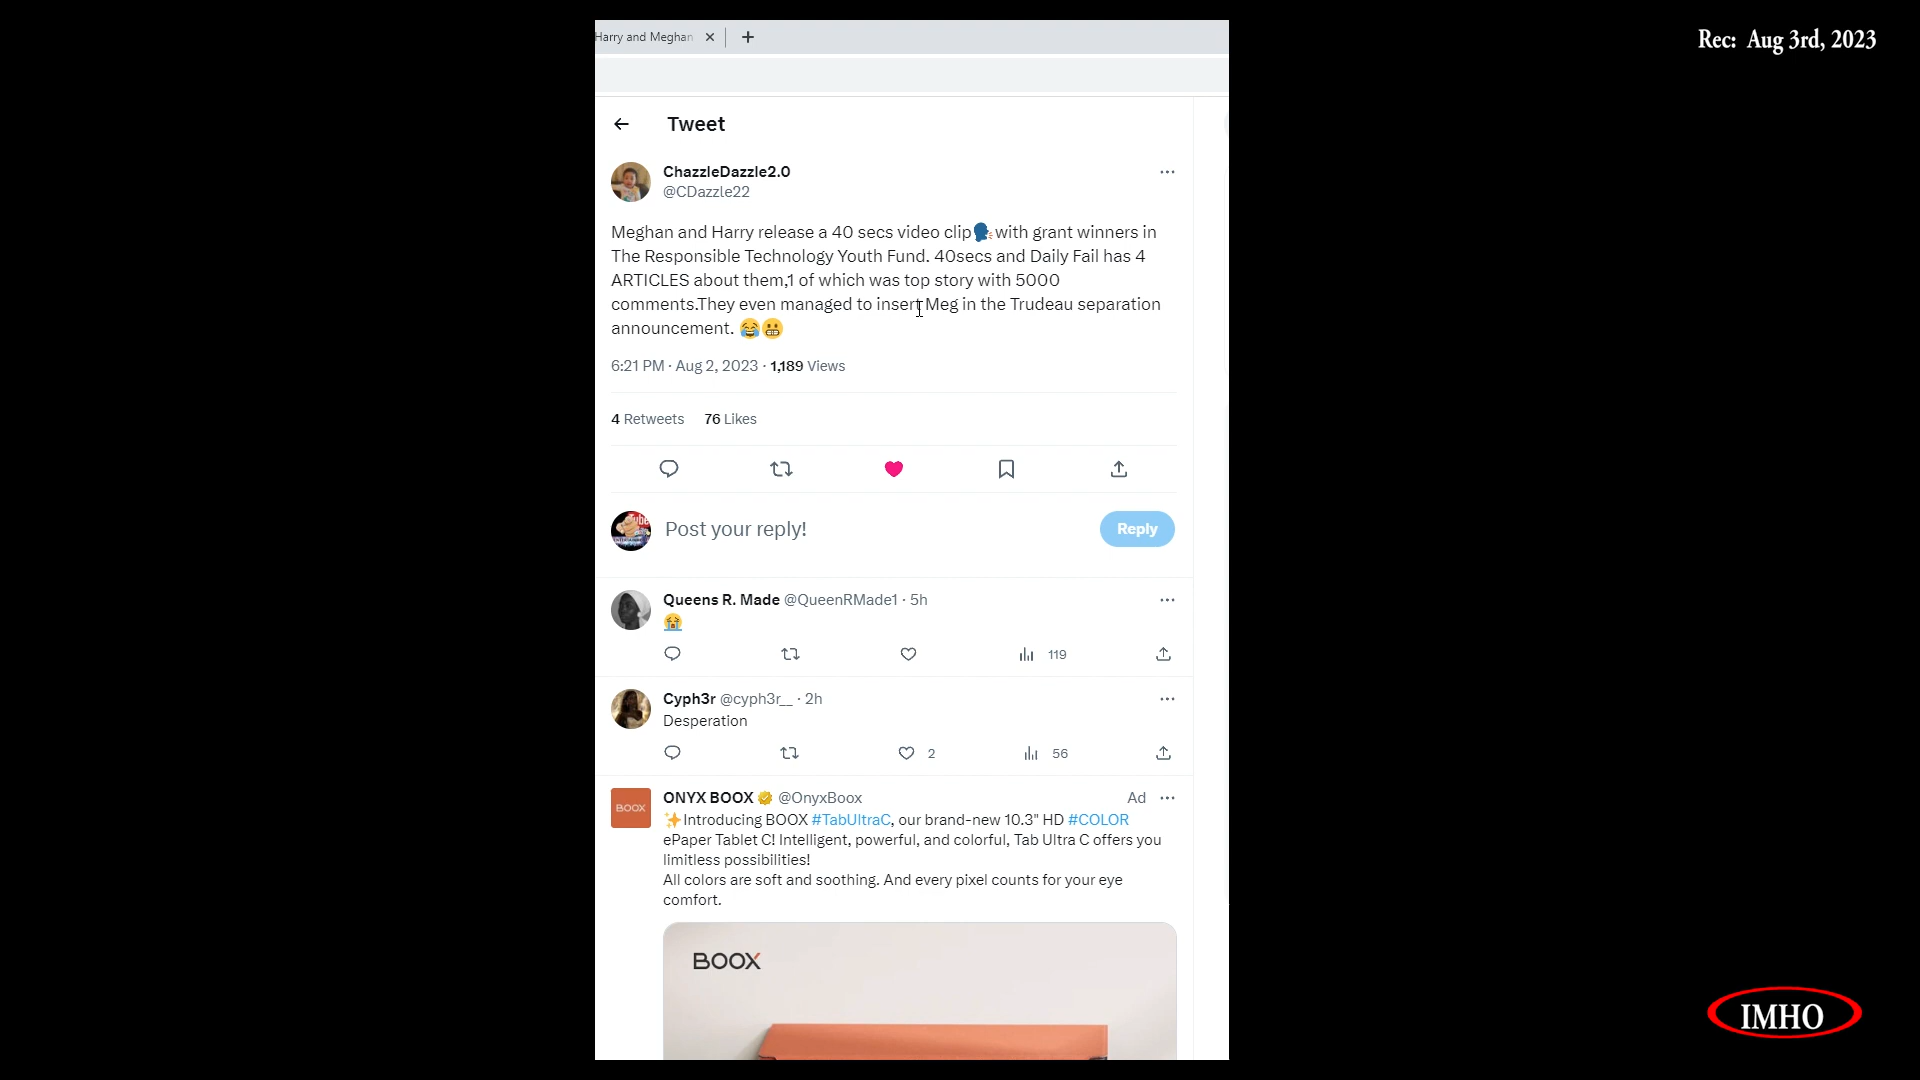 Harry and Meghan
Rec: Aug 3rd, 2023
Tweet
ChazzleDazzle2.0
@CDazzle22
Meghan and Harry release a 40 secs video clip🗣️with grant winners in
The Responsible Technology Youth Fund. 40secs and Daily Fail has 4
ARTICLES about them,1 of which was top story with 5000
comments.They even managed to insert Meg in the Trudeau separation
announcement. 😂😬
6:21 PM · Aug 2, 2023 · 1,189 Views
4 Retweets 76 Likes
Post your reply!
Reply
Queens R. Made @QueenRMade1 · 5h
😭
119
Cyph3r @cyph3r__ · 2h
Desperation
2 56
BOOX
ONYX BOOX @OnyxBoox Ad
✨Introducing BOOX #TabUltraC, our brand-new 10.3" HD #COLOR
ePaper Tablet C! Intelligent, powerful, and colorful, Tab Ultra C offers you
limitless possibilities!
All colors are soft and soothing. And every pixel counts for your eye
comfort.
BOOX
IMHO